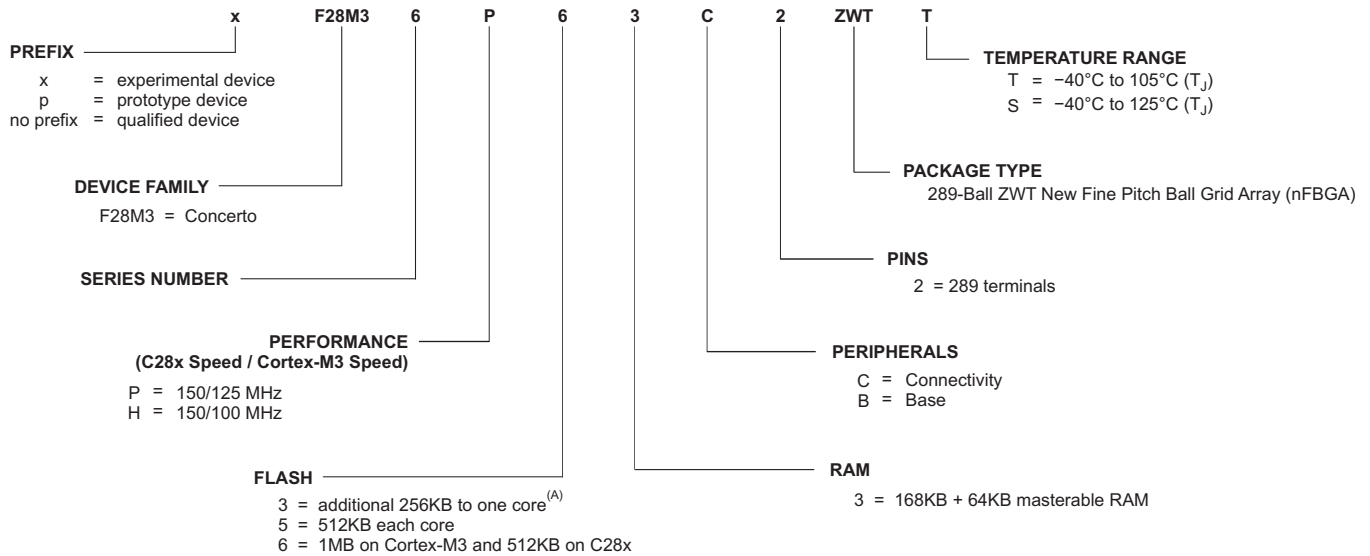 x F28M3 6 P 6 3 C 2 ZWT T
PREFIX
x = experimental device
p = prototype device
no prefix = qualified device
TEMPERATURE RANGE
T = −40°C to 105°C (TJ)
S = −40°C to 125°C (TJ)
DEVICE FAMILY
F28M3 = Concerto
PACKAGE TYPE
289-Ball ZWT New Fine Pitch Ball Grid Array (nFBGA)
SERIES NUMBER
PINS
2 = 289 terminals
PERFORMANCE
(C28x Speed / Cortex-M3 Speed)
P = 150/125 MHz
H = 150/100 MHz
PERIPHERALS
C = Connectivity
B = Base
FLASH
3 = additional 256KB to one core(A)
5 = 512KB each core
6 = 1MB on Cortex-M3 and 512KB on C28x
RAM
3 = 168KB + 64KB masterable RAM